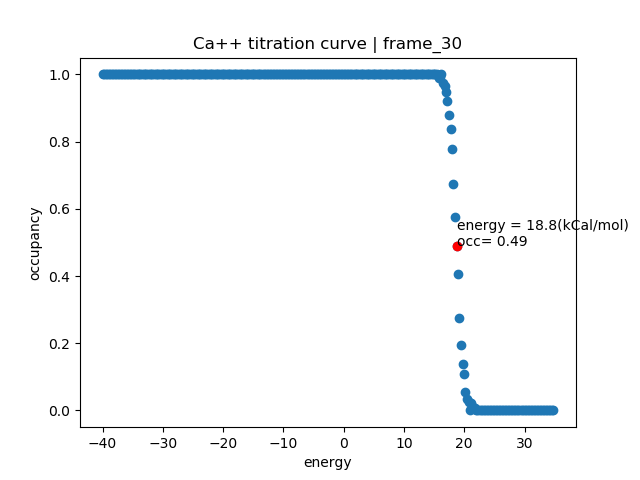 Ca++ titration curve | frame_30
1.0
0.8
0.6
0.4
0.2
0.0
occupancy
energy = 18.8(kCal/mol)
occ= 0.49
−40
−30
−20
−10
0
10
20
30
energy